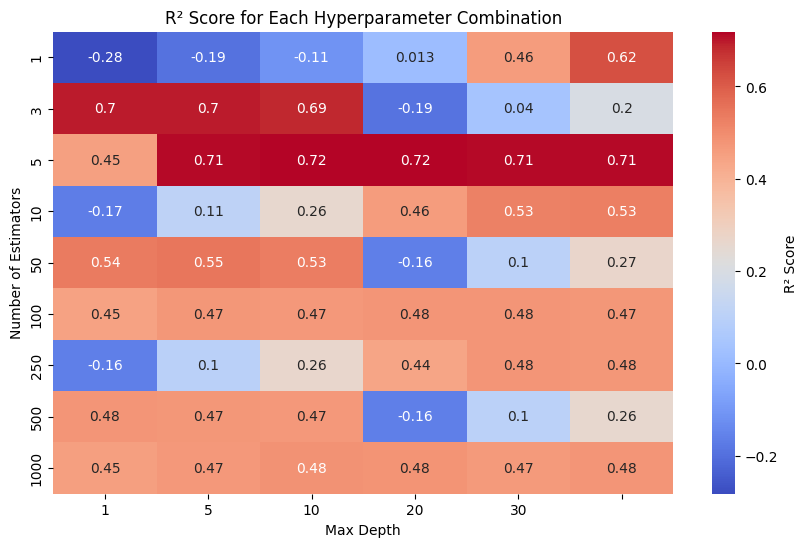 R² Score for Each Hyperparameter Combination
Number of Estimators
1 -0.28 -0.19 -0.11 0.013 0.46 0.62
3 0.7 0.7 0.69 -0.19 0.04 0.2
5 0.45 0.71 0.72 0.72 0.71 0.71
10 -0.17 0.11 0.26 0.46 0.53 0.53
50 0.54 0.55 0.53 -0.16 0.1 0.27
100 0.45 0.47 0.47 0.48 0.48 0.47
250 -0.16 0.1 0.26 0.44 0.48 0.48
500 0.48 0.47 0.47 -0.16 0.1 0.26
1000 0.45 0.47 0.48 0.48 0.47 0.48
1 5 10 20 30
Max Depth
0.6
0.4
0.2
0.0
−0.2
R² Score